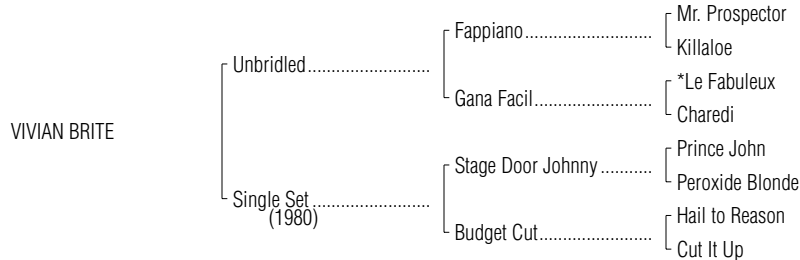 Mr. Prospector
Fappiano
Killaloe
Unbridled
*Le Fabuleux
Gana Facil
Charedi
VIVIAN BRITE
Prince John
Stage Door Johnny
Peroxide Blonde
Single Set
(1980)
Hail to Reason
Budget Cut
Cut It Up